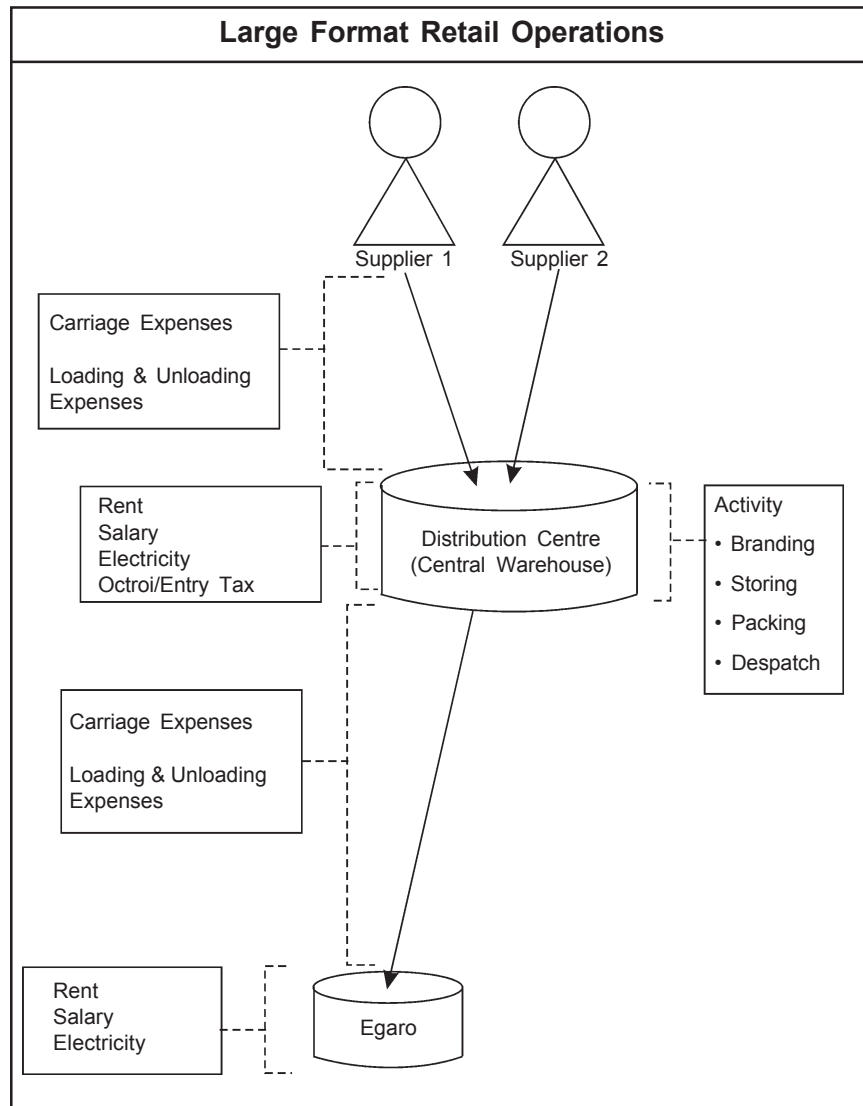 Large Format Retail Operations
Supplier 1
Supplier 2
Carriage Expenses
Loading & Unloading
Expenses
Rent
Salary
Electricity
Octroi/Entry Tax
Distribution Centre
(Central Warehouse)
Activity
• Branding
• Storing
• Packing
• Despatch
Carriage Expenses
Loading & Unloading
Expenses
Rent
Salary
Electricity
Egaro